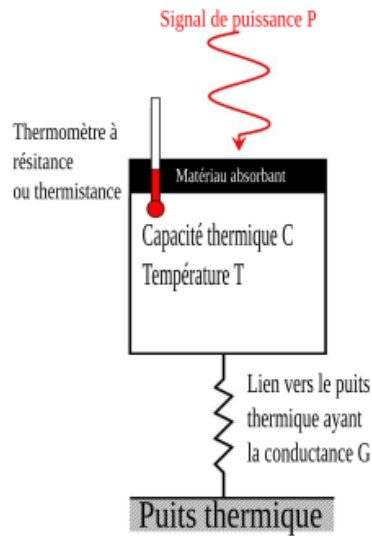 Signal de puissance P
Thermomètre à
résitance
ou thermistance
Matériau absorbant
Capacité thermique C
Température T
Lien vers le puits
thermique ayant
la conductance G
Puits thermique